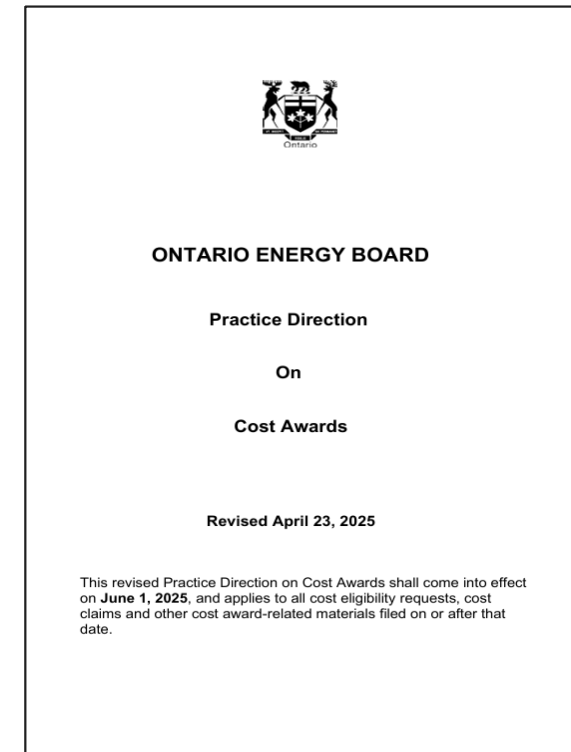 Ontario
ONTARIO ENERGY BOARD
Practice Direction
On
Cost Awards
Revised April 23, 2025
This revised Practice Direction on Cost Awards shall come into effect
on June 1, 2025, and applies to all cost eligibility requests, cost
claims and other cost award-related materials filed on or after that
date.